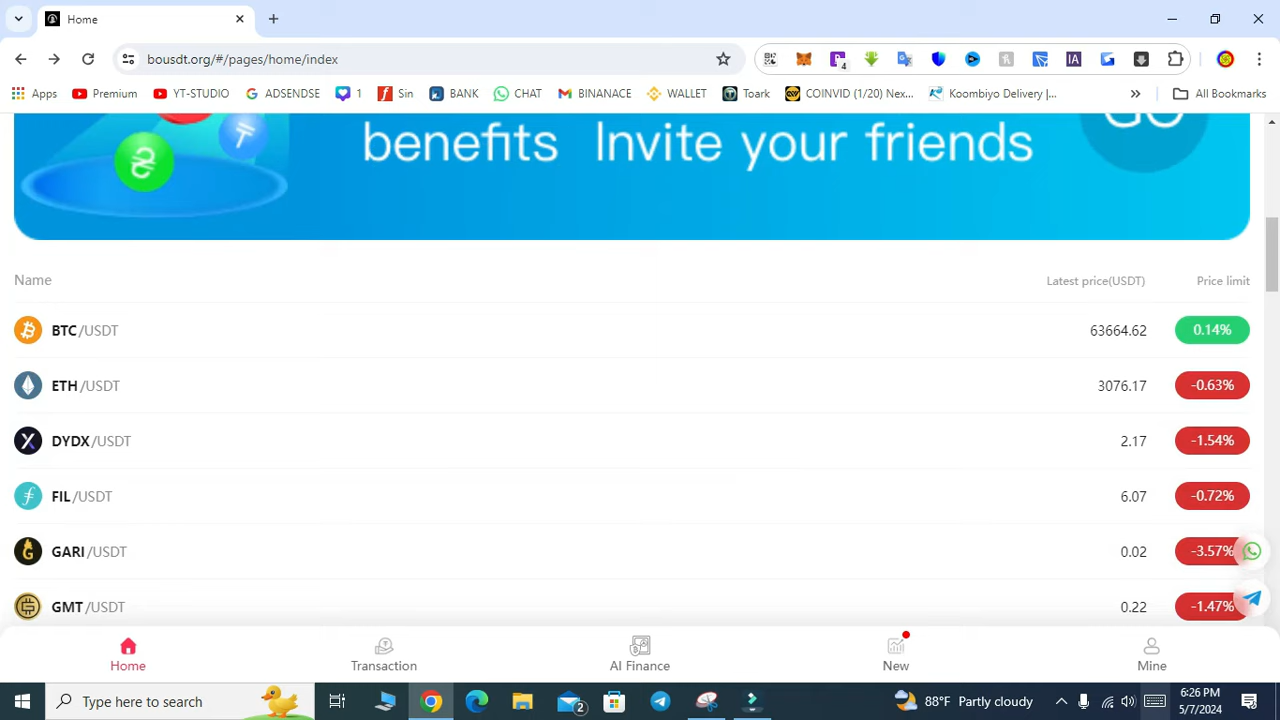 Home
bousdt.org/#/pages/home/index
4
Apps
Premium
YT-STUDIO
ADSENDSE
1
Sin
BANK
CHAT
BINANACE
WALLET
Toark
COINVID (1/20) Nex...
Koombiyo Delivery |...
All Bookmarks
benefits Invite your friends
GO
Name Latest price(USDT) Price limit
BTC/USDT 63664.62 0.14%
ETH/USDT 3076.17 -0.63%
DYDX/USDT 2.17 -1.54%
FIL/USDT 6.07 -0.72%
GARI/USDT 0.02 -3.57%
GMT/USDT 0.22 -1.47%
Home Transaction AI Finance New Mine
Type here to search
2
88°F Partly cloudy
6:26 PM
5/7/2024